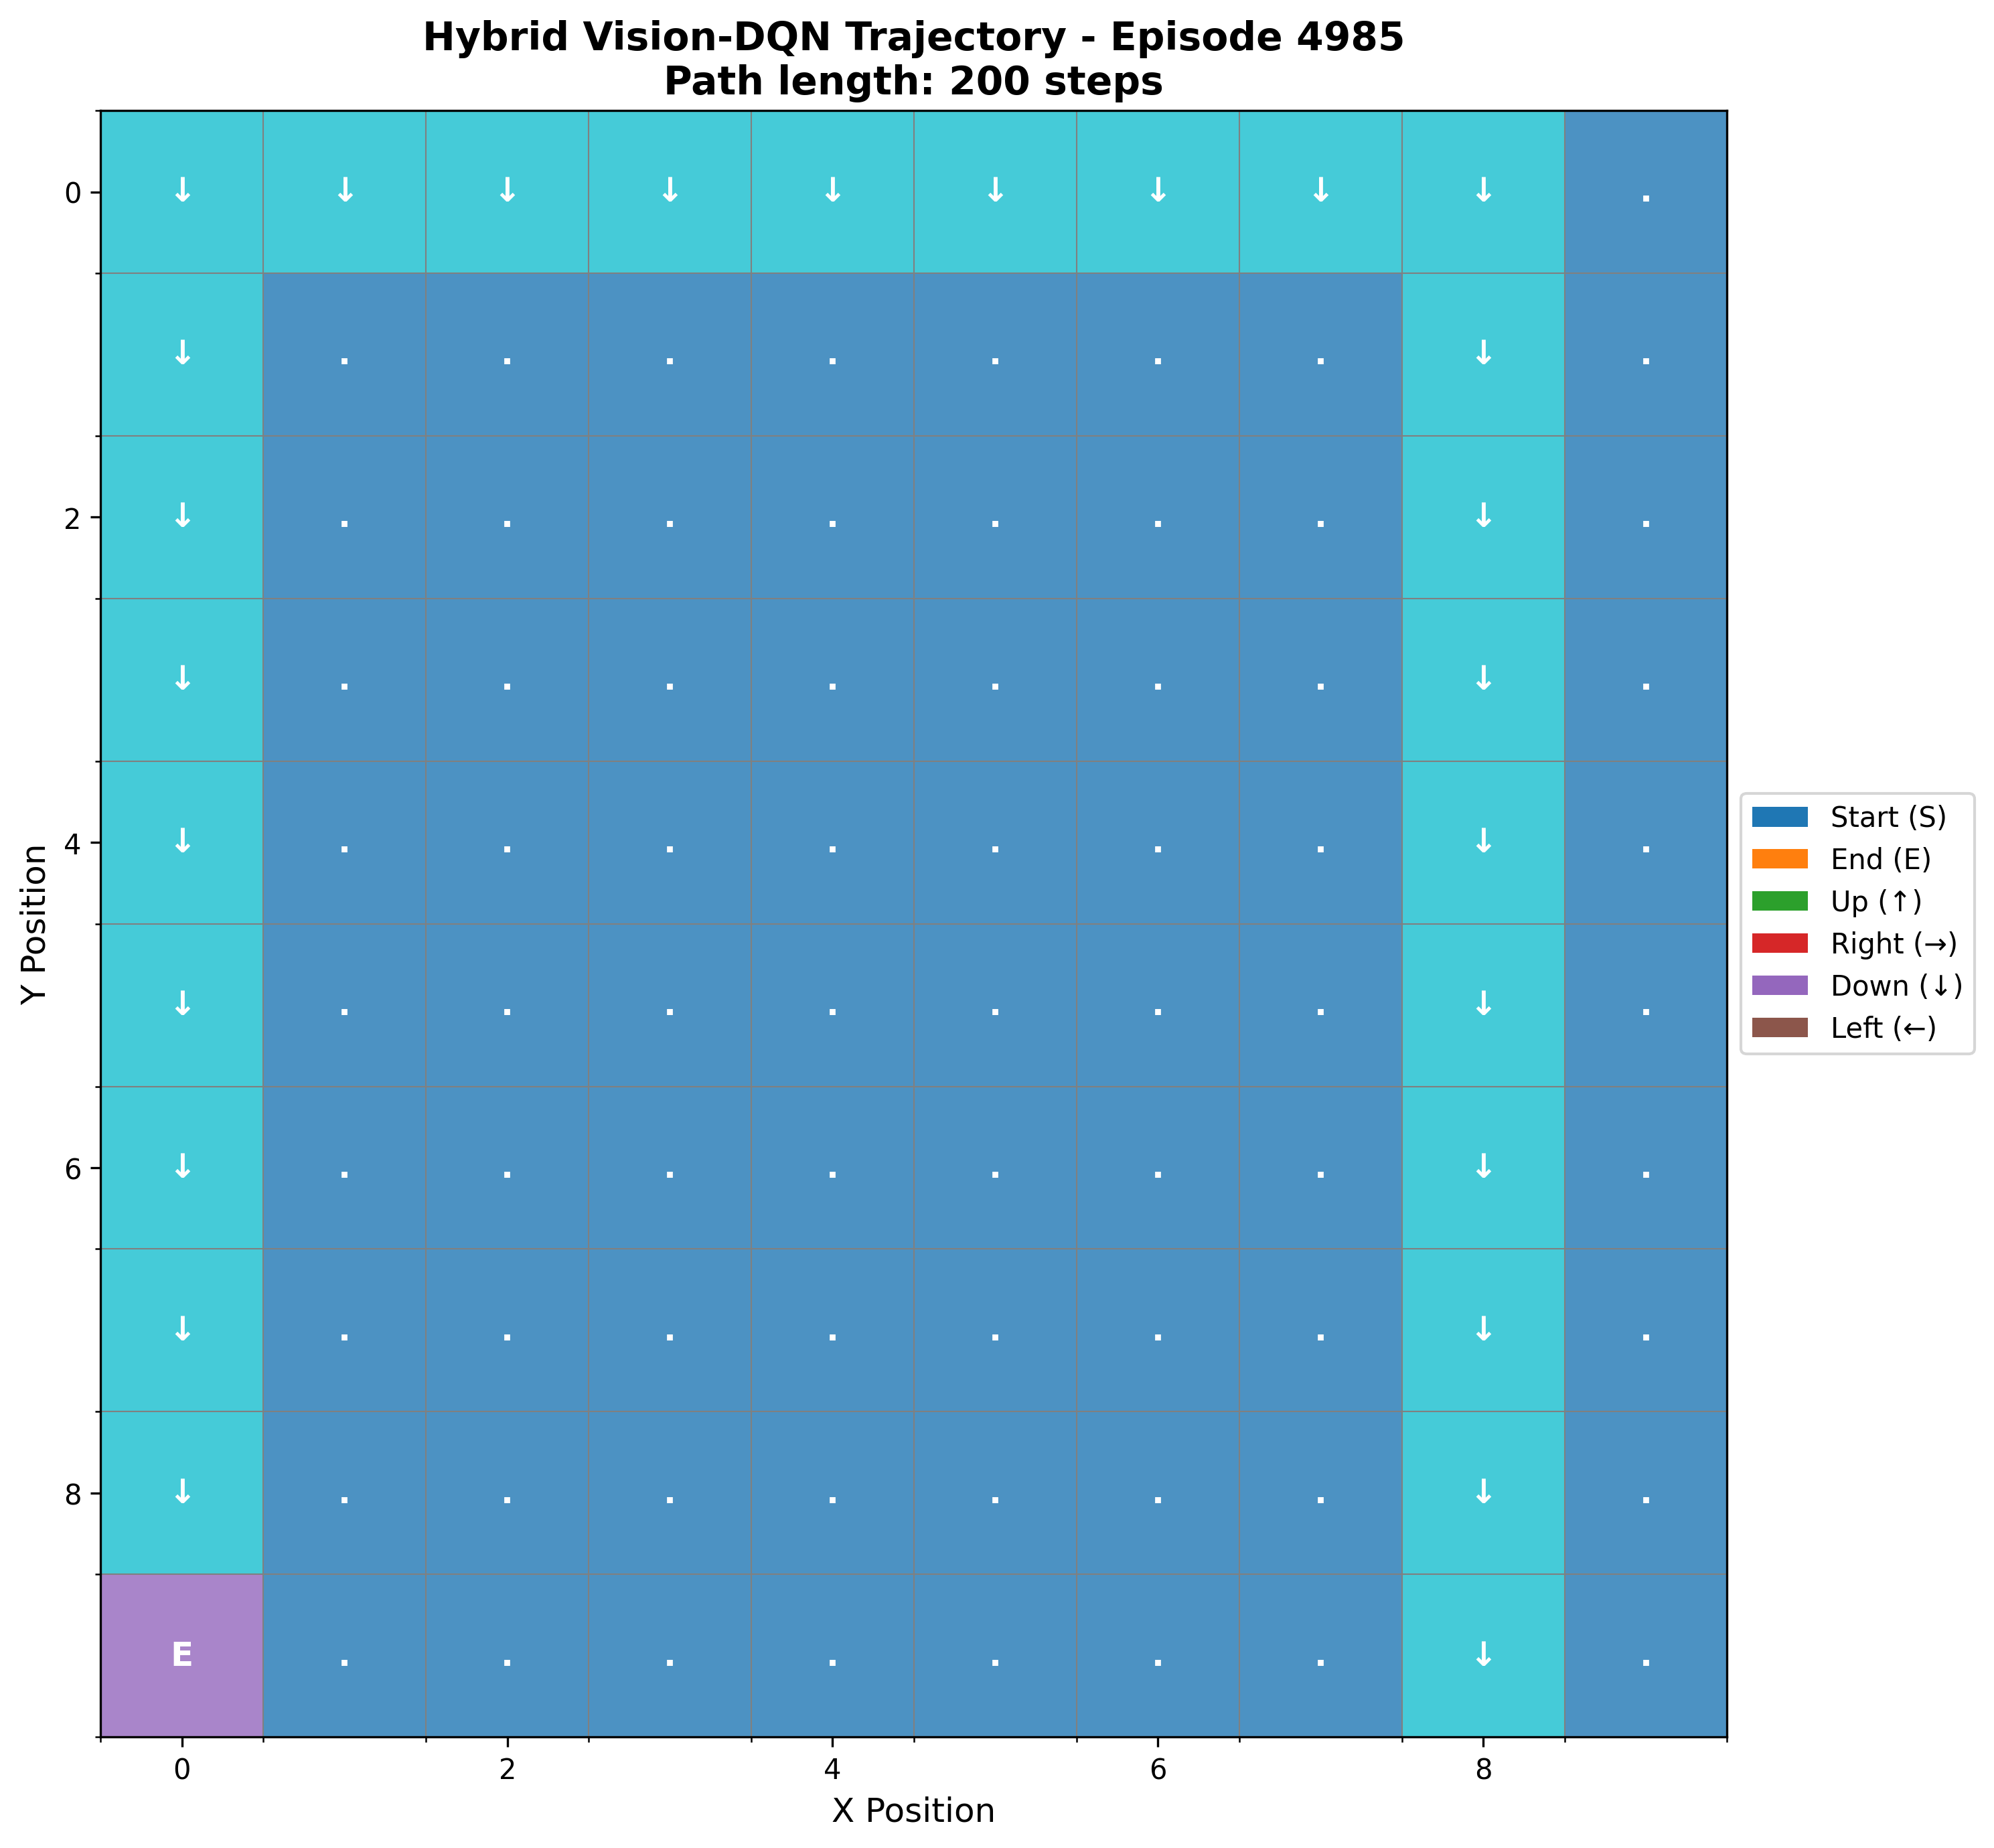 Hybrid Vision-DQN Trajectory - Episode 4985
Path length: 200 steps
0 ↓ ↓ ↓ ↓ ↓ ↓ ↓ ↓ ↓ .
↓ . . . . . . . ↓ .
2 ↓ . . . . . . . ↓ .
↓ . . . . . . . ↓ .
4 ↓ . . . . . . . ↓ .
↓ . . . . . . . ↓ .
6 ↓ . . . . . . . ↓ .
↓ . . . . . . . ↓ .
8 ↓ . . . . . . . ↓ .
E . . . . . . . ↓ .
0 2 4 6 8
X Position
Y Position
Start (S)
End (E)
Up (↑)
Right (→)
Down (↓)
Left (←)